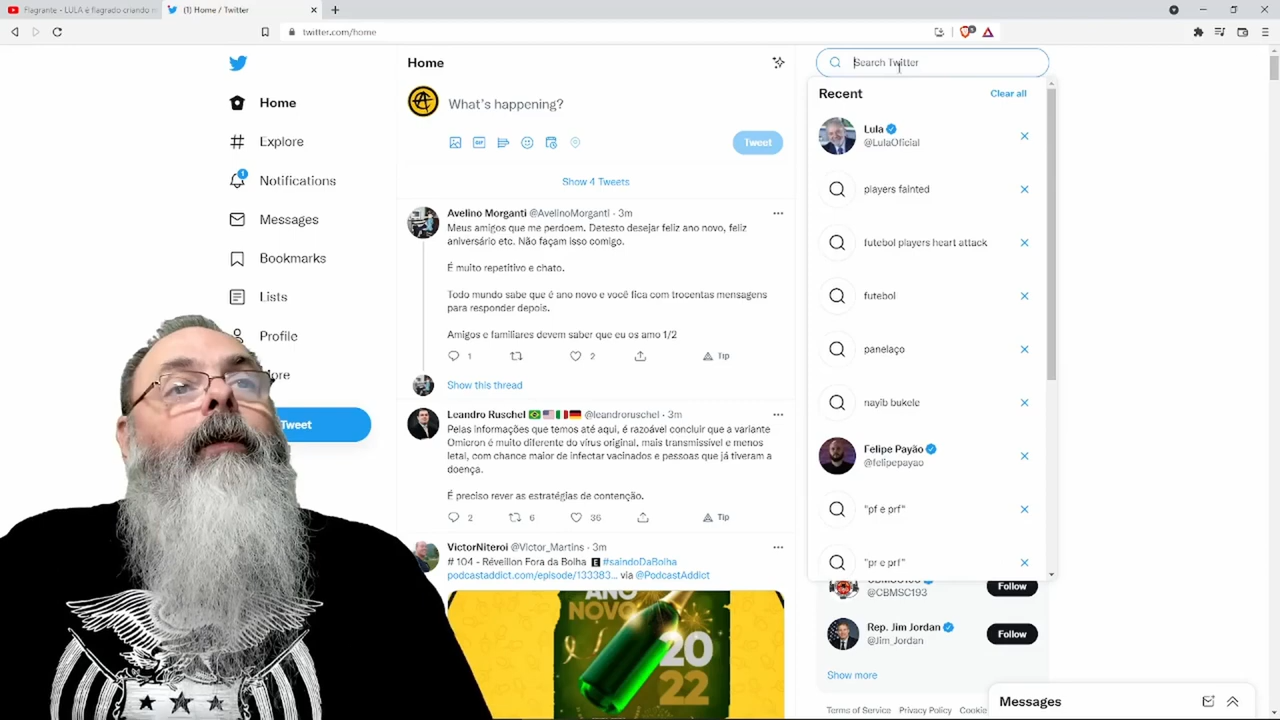 Flagrante - LULA é flagrado criando m
(1) Home / Twitter
twitter.com/home
Home
Explore
Notifications
1
Messages
Bookmarks
Lists
Profile
ore
Tweet
Home
What's happening?
GIF
Tweet
Show 4 Tweets
Avelino Morganti @AvelinoMorganti · 3m
Meus amigos que me perdoem. Detesto desejar feliz ano novo, feliz
aniversário etc. Não façam isso comigo.
É muito repetitivo e chato.
Todo mundo sabe que é ano novo e você fica com trocentas mensagens
para responder depois.
Amigos e familiares devem saber que eu os amo 1/2
1 2 Tip
Show this thread
Leandro Ruschel 🇧🇷🇺🇸🇮🇹🇩🇪 @leandroruschel · 3m
Pelas informações que temos até aqui, é razoável concluir que a variante
Omicron é muito diferente do vírus original, mais transmissível e menos
letal, com chance maior de infectar vacinados e pessoas que já tiveram a
doença.
É preciso rever as estratégias de contenção.
2 6 36 Tip
VictorNiteroi @Victor_Martins · 3m
# 104 - Réveillon Fora da Bolha E #saindoDaBolha
podcastaddict.com/episode/133383... via @PodcastAddict
ANO
NOVO
20
22
Search Twitter
Recent Clear all
Lula
@LulaOficial
players fainted
futebol players heart attack
futebol
panelaço
nayib bukele
Felipe Payão
@felipepayao
"pf e prf"
"pr e prf"
@CBMSC193
Follow
Rep. Jim Jordan
@Jim_Jordan
Follow
Show more
Terms of Service Privacy Policy Cookie
Messages